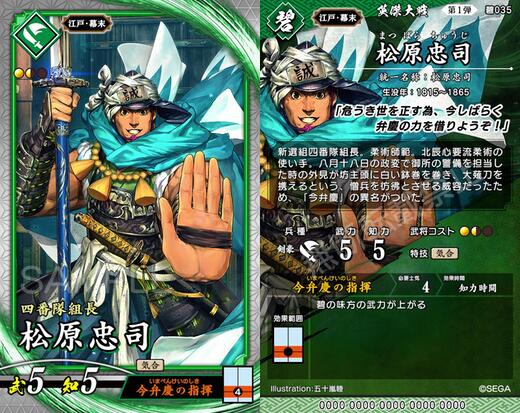 江戸・幕末
誠
SAMPLE
四番隊組長
松原忠司
気合
武5 知5
いまべんけいのしき
今弁慶の指揮
4
碧
江戸・幕末
英傑大戦
第1弾
碧035
まつばら ちゅうじ
松原忠司
統一名称:松原忠司
生没年:1815~1865
「危うき世を正す為、今しばらく
弁慶の力を借りようぞ!」
新選組四番隊組長。柔術師範。北辰心要流柔術の
使い手。八月十八日の政変で御所の警備を担当し
た時の外見が坊主頭に白い鉢巻を巻き、大薙刀を
携えるという、僧兵を彷彿とさせる威容だったた
め、「今弁慶」の異名がついた。
兵種 武力 知力 武将コスト
剣豪 5 5
特技 気合
いまべんけいのしき 必要士気 効果時間
今弁慶の指揮 4 知力時間
碧の味方の武力が上がる
効果範囲
Illustration:五十嵐睦
©SEGA
0000-0000-0000-0000-0000